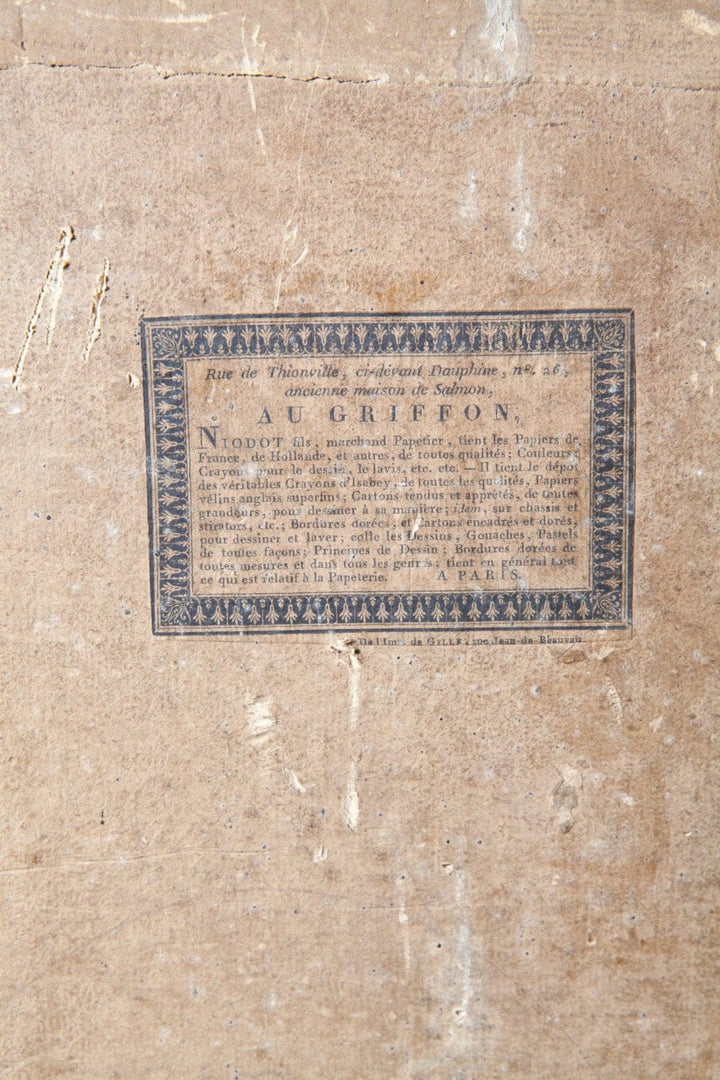 Rue de Thionville, ci-devant Dauphine, nº. 26,
ancienne maison de Salmon,
AU GRIFFON,
NIODOT fils, marchand Papetier, tient les Papiers de
France, de Hollande, et autres, de toutes qualités; Couleurs;
Crayons pour le dessin, le lavis, etc. etc. — Il tient le dépôt
des véritables Crayons d'Isabey, de toutes les qualités, Papiers
vélins anglais superfins; Cartons tendus et apprêtés, de toutes
grandeurs, pour dessiner à sa manière; idem, sur chassis et
stirators, etc.; Bordures dorées, et Cartons encadrés et dorés,
pour dessiner et laver; colle les Dessins, Gouaches, Pastels
de toutes façons; Principes de Dessin; Bordures dorées de
toutes mesures et dans tous les genres; tient en général tout
ce qui est relatif à la Papeterie. A PARIS.
De l'Imp. de GILLE, rue Jean-de-Beauvais